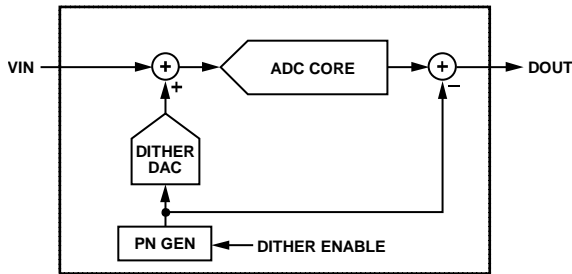 VIN
+
+
ADC CORE
+
–
DOUT
DITHER
DAC
PN GEN
DITHER ENABLE